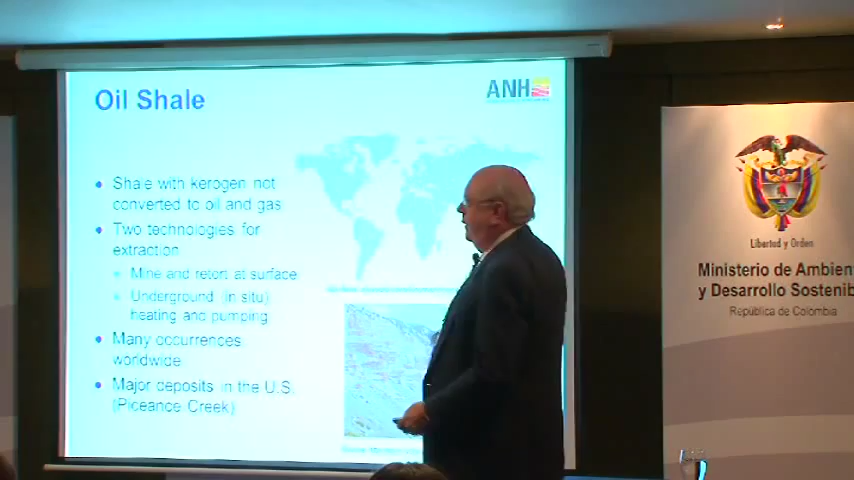 Oil Shale
ANH
Shale with kerogen not
converted to oil and gas
Two technologies for
extraction
Mine and retort at surface
Underground (in situ)
heating and pumping
Many occurrences
worldwide
Major deposits in the U.S.
(Piceance Creek)
Libertad y Orden
Ministerio de Ambien
y Desarrollo Sostenib
República de Colombia